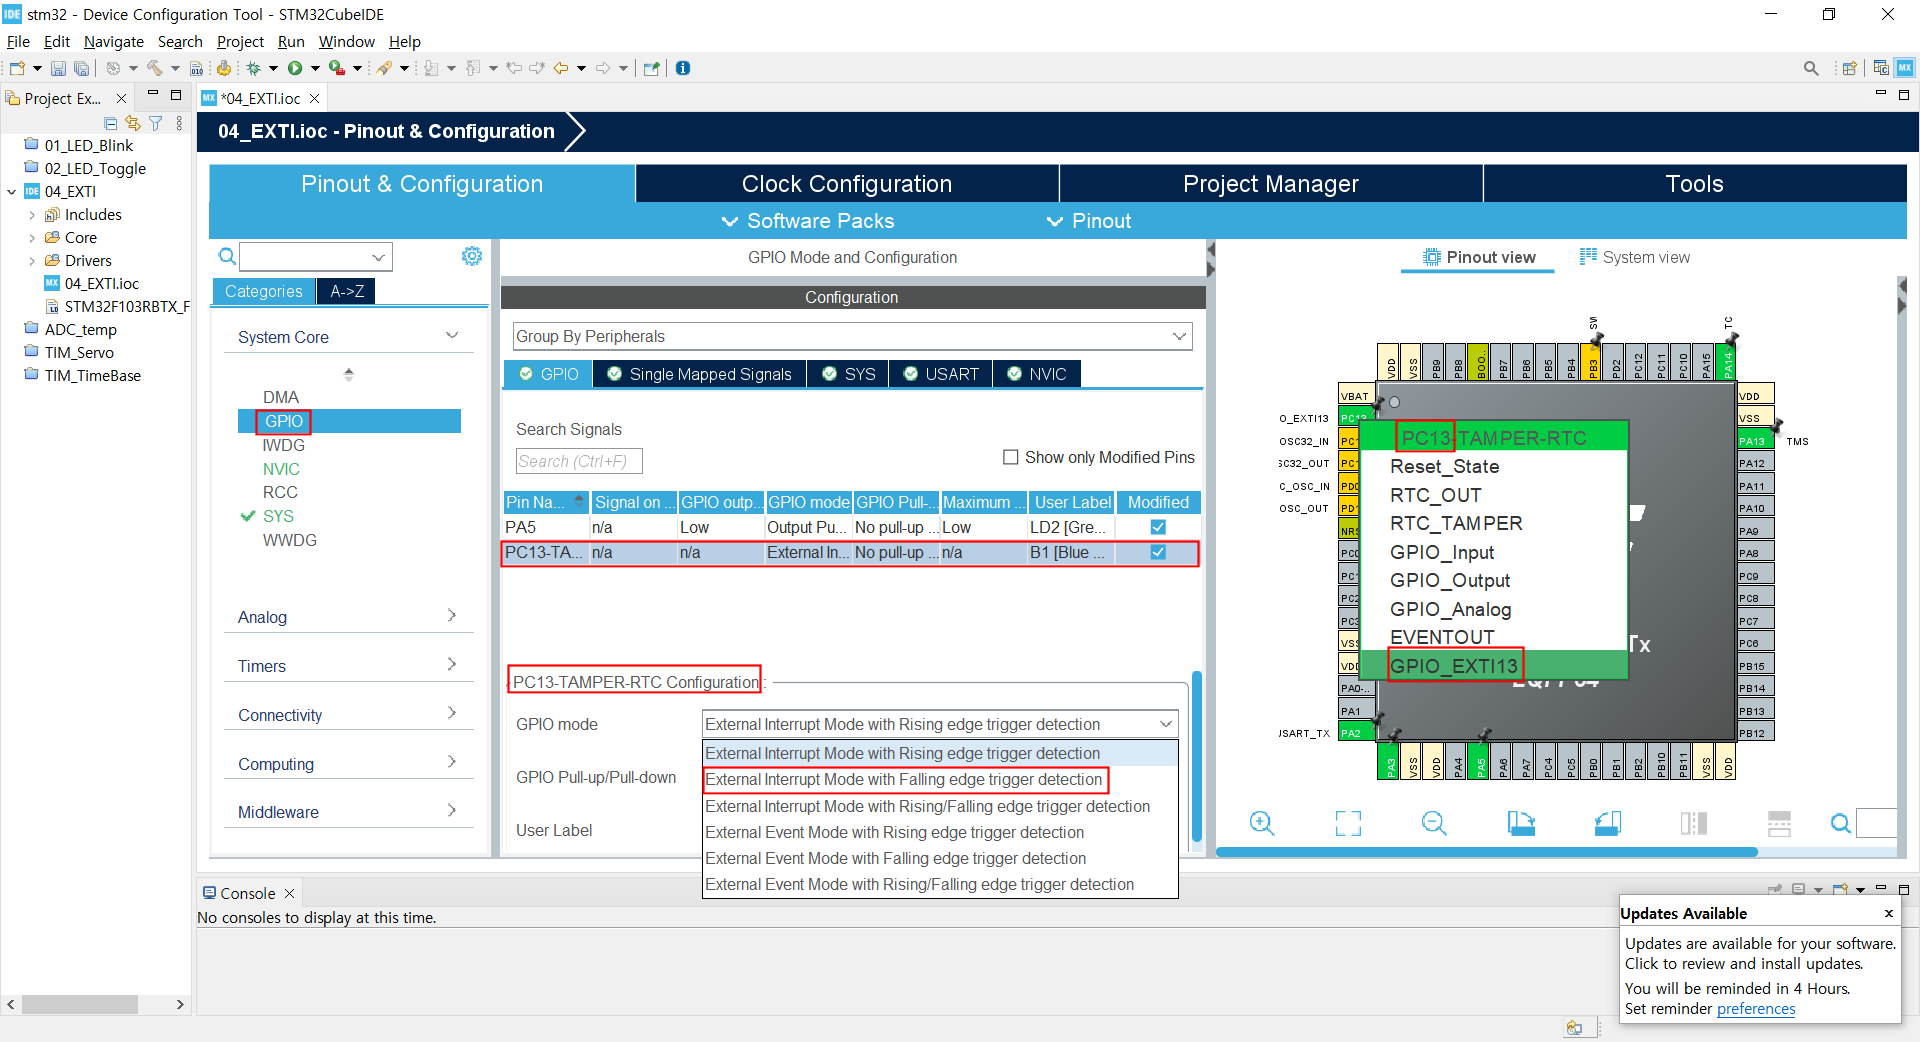 IDE stm32 - Device Configuration Tool - STM32CubeIDE
File Edit Navigate Search Project Run Window Help
Project Ex...
MX *04_EXTI.ioc
04_EXTI.ioc - Pinout & Configuration
01_LED_Blink
02_LED_Toggle
IDE 04_EXTI
Includes
Core
Drivers
MX 04_EXTI.ioc
STM32F103RBTX_F
ADC_temp
TIM_Servo
TIM_TimeBase
Pinout & Configuration
Clock Configuration
Project Manager
Tools
Software Packs
Pinout
Categories
A->Z
System Core
DMA
GPIO
IWDG
NVIC
RCC
SYS
WWDG
Analog
Timers
Connectivity
Computing
Middleware
GPIO Mode and Configuration
Configuration
Group By Peripherals
GPIO
Single Mapped Signals
SYS
USART
NVIC
Search Signals
Search (Ctrl+F)
Show only Modified Pins
Pin Na... Signal on ... GPIO outp... GPIO mode GPIO Pull-... Maximum ... User Label Modified
PA5 n/a Low Output Pu... No pull-up ... Low LD2 [Gre...
PC13-TA... n/a n/a External In... No pull-up ... n/a B1 [Blue ...
PC13-TAMPER-RTC Configuration :
GPIO mode
External Interrupt Mode with Rising edge trigger detection
External Interrupt Mode with Rising edge trigger detection
GPIO Pull-up/Pull-down
External Interrupt Mode with Falling edge trigger detection
External Interrupt Mode with Rising/Falling edge trigger detection
User Label
External Event Mode with Rising edge trigger detection
External Event Mode with Falling edge trigger detection
External Event Mode with Rising/Falling edge trigger detection
Pinout view
System view
SW
TC
VDD
VSS
PB9
PB8
BOO..
PB7
PB6
PB5
PB4
PB3
PD2
PC12
PC11
PC10
PA15
PA14
VBAT
O_EXTI13 PC13
OSC32_IN PC1
SC32_OUT PC1
C_OSC_IN PD0
OSC_OUT PD1
NRS
PC0
PC1
PC2
PC3
VSS
VDD
PA0-..
PA1
USART_TX PA2
PC13-TAMPER-RTC
Reset_State
RTC_OUT
RTC_TAMPER
GPIO_Input
GPIO_Output
GPIO_Analog
EVENTOUT
GPIO_EXTI13
Tx
VDD
VSS
PA13 TMS
PA12
PA11
PA10
PA9
PA8
PC9
PC8
PC7
PC6
PB15
PB14
PB13
PB12
PA3
VSS
VDD
PA4
PA5
PA6
PA7
PC4
PC5
PB0
PB1
PB2
PB10
PB11
VSS
VDD
Console
No consoles to display at this time.
Updates Available
Updates are available for your software.
Click to review and install updates.
You will be reminded in 4 Hours.
Set reminder preferences